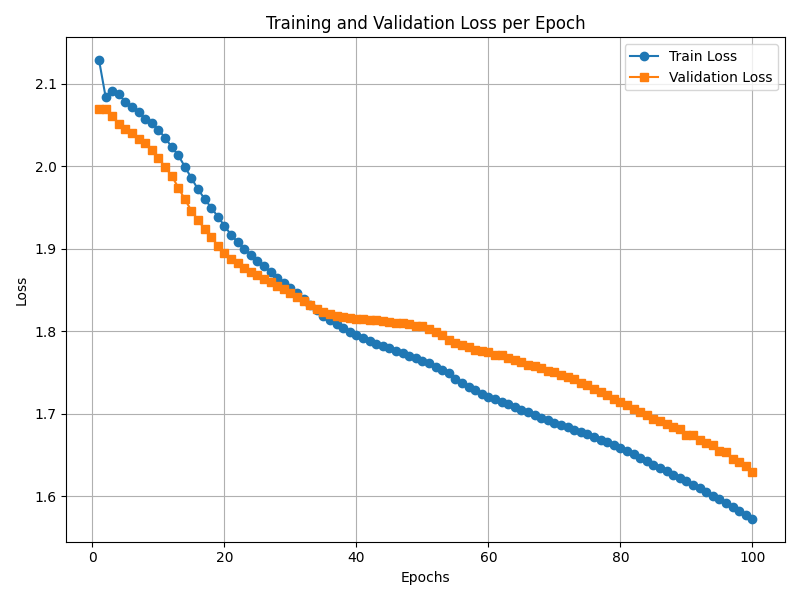 Training and Validation Loss per Epoch
Train Loss
Validation Loss
Loss
2.1
2.0
1.9
1.8
1.7
1.6
0 20 40 60 80 100
Epochs